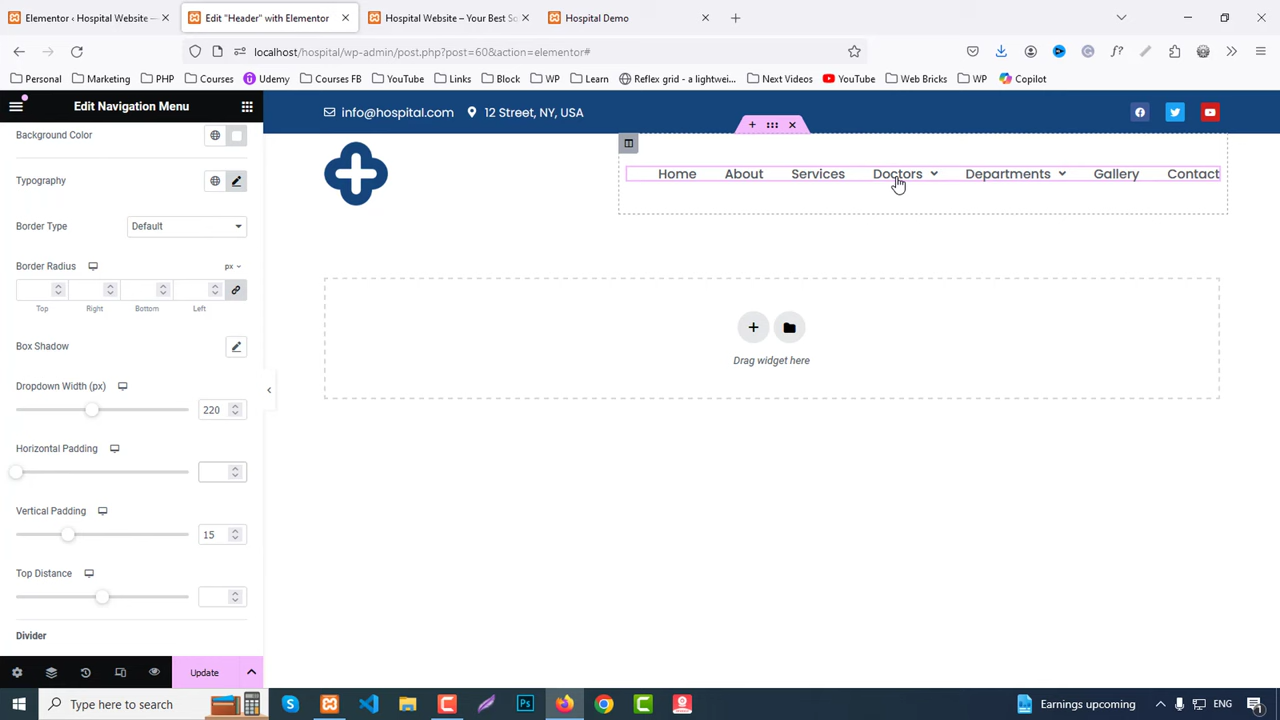 Elementor ‹ Hospital Website —
Edit "Header" with Elementor
Hospital Website – Your Best So
Hospital Demo
localhost/hospital/wp-admin/post.php?post=60&action=elementor#
Personal
Marketing
PHP
Courses
Udemy
Courses FB
YouTube
Links
Block
WP
Learn
Reflex grid - a lightwei...
Next Videos
YouTube
Web Bricks
WP
Copilot
Edit Navigation Menu
info@hospital.com
12 Street, NY, USA
Background Color
Home
About
Services
Doctors
Departments
Gallery
Contact
Typography
Border Type
Default
Border Radius
px
Top
Right
Bottom
Left
Box Shadow
Drag widget here
Dropdown Width (px)
220
Horizontal Padding
Vertical Padding
15
Top Distance
Divider
Update
Type here to search
Ps
Earnings upcoming
ENG
1